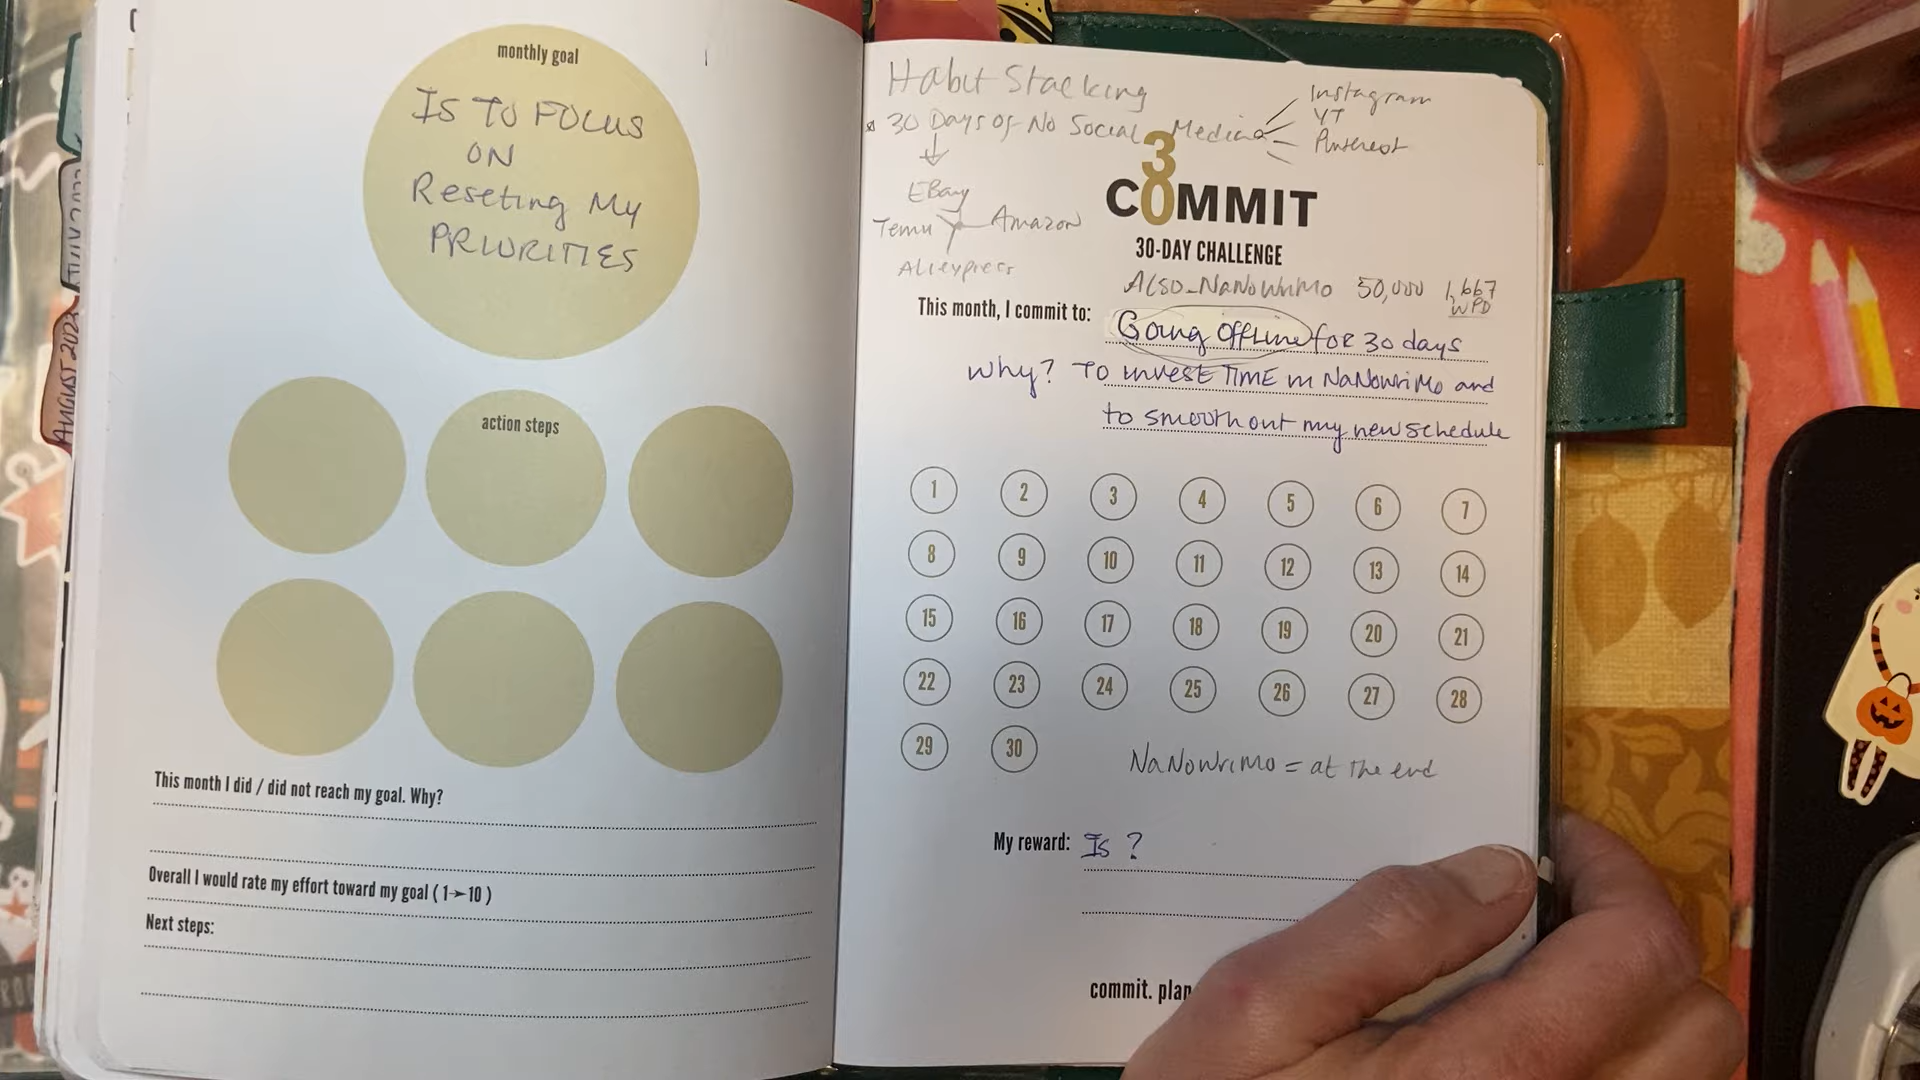 monthly goal
IS TO FOCUS
ON
Reseting My
PRIORITIES
action steps
This month I did / did not reach my goal. Why?
Overall I would rate my effort toward my goal ( 1➛10 )
Next steps:
Habit Stacking
30 Days of No Social Media
Instagram
YT
Pinterest
EBay
Temu
Amazon
Aliexpress
30
COMMIT
30-DAY CHALLENGE
ALSO-NaNoWriMo 50,000 1,667
WPD
This month, I commit to: Going offline for 30 days
Why? To invest TIME in NaNoWriMo and
to smooth out my new schedule
1 2 3 4 5 6 7
8 9 10 11 12 13 14
15 16 17 18 19 20 21
22 23 24 25 26 27 28
29 30
NaNoWriMo = at the end
My reward: Is ?
commit. plan
AUGUST 202